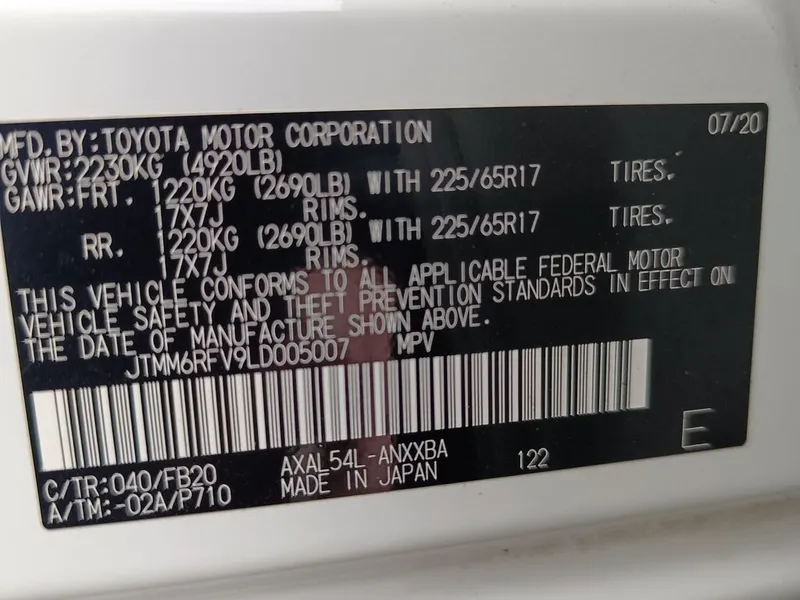 07/20
MFD.BY:TOYOTA MOTOR CORPORATION
GVWR:2230KG (4920LB)
GAWR:FRT. 1220KG (2690LB) WITH 225/65R17 TIRES.
17X7J RIMS.
RR. 1220KG (2690LB) WITH 225/65R17 TIRES.
17X7J RIMS.
THIS VEHICLE CONFORMS TO ALL APPLICABLE FEDERAL MOTOR
VEHICLE SAFETY AND THEFT PREVENTION STANDARDS IN EFFECT ON
THE DATE OF MANUFACTURE SHOWN ABOVE.
JTMM6RFV9LD005007 MPV
C/TR:040/FB20 AXAL54L-ANXXBA 122 E
A/TM:-02A/P710 MADE IN JAPAN